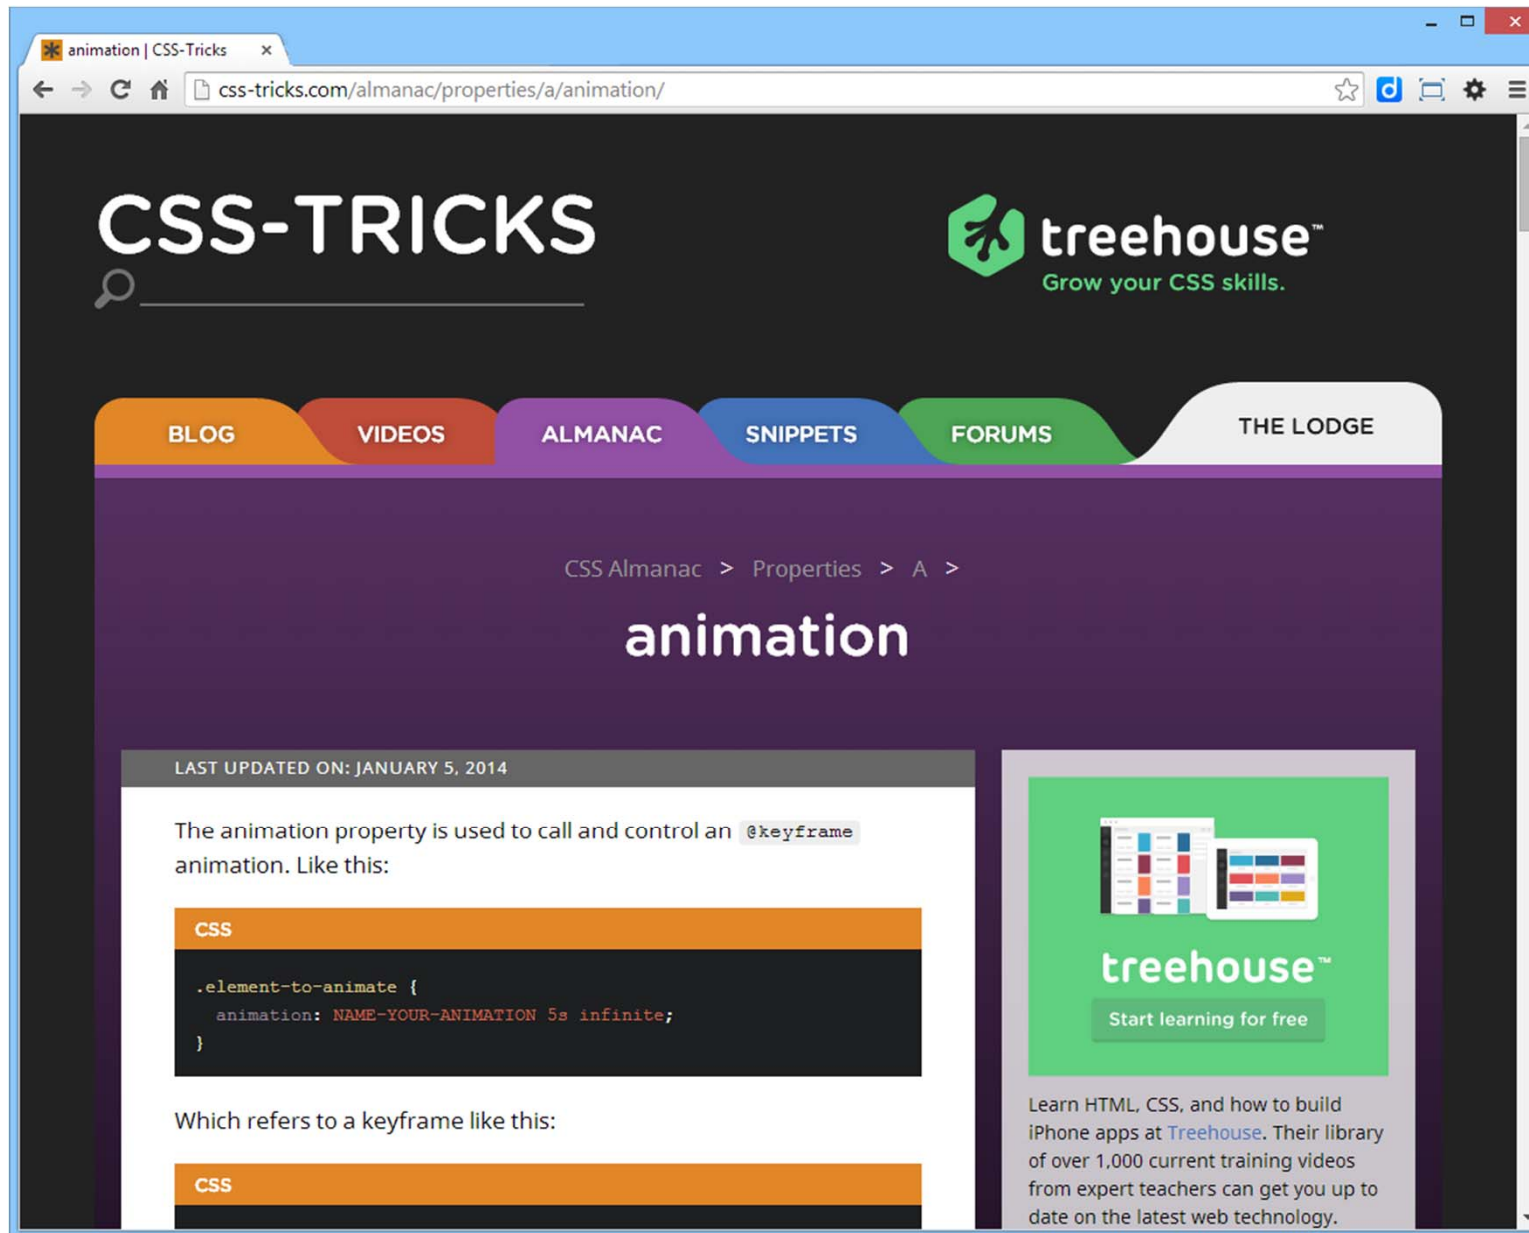 animation | CSS-Tricks
css-tricks.com/almanac/properties/a/animation/
CSS-TRICKS
treehouse™
Grow your CSS skills.
BLOG VIDEOS ALMANAC SNIPPETS FORUMS THE LODGE
CSS Almanac > Properties > A >
animation
LAST UPDATED ON: JANUARY 5, 2014
The animation property is used to call and control an @keyframe
animation. Like this:
CSS
.element-to-animate {
animation: NAME-YOUR-ANIMATION 5s infinite;
}
Which refers to a keyframe like this:
CSS
treehouse™
Start learning for free
Learn HTML, CSS, and how to build
iPhone apps at Treehouse. Their library
of over 1,000 current training videos
from expert teachers can get you up to
date on the latest web technology.